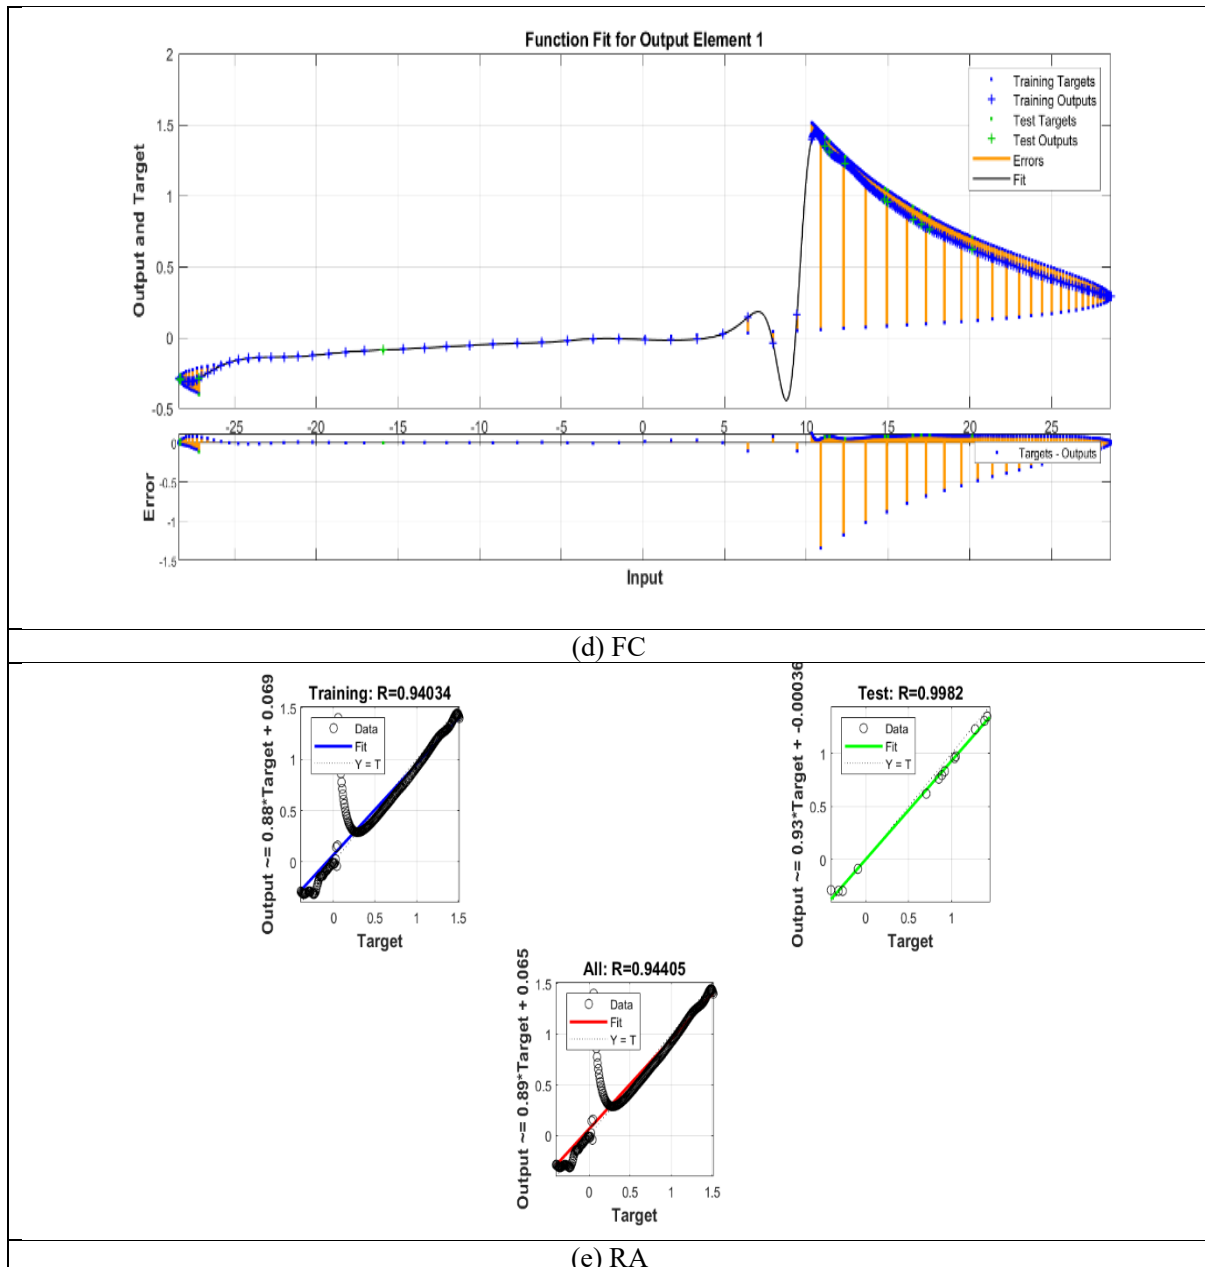 Function Fit for Output Element 1
2
1.5
1
0.5
0
-0.5
Output and Target
Training Targets
Training Outputs
Test Targets
Test Outputs
Errors
Fit
-25
-20
-15
-10
-5
0
5
10
15
20
25
0
-0.5
-1
-1.5
Error
Targets - Outputs
Input
(d) FC
Training: R=0.94034
Output ~= 0.88*Target + 0.069
1.5
1
0.5
0
Data
Fit
Y = T
0
0.5
1
1.5
Target
Test: R=0.9982
Output ~= 0.93*Target + -0.00036
1
0.5
0
Data
Fit
Y = T
0
0.5
1
Target
All: R=0.94405
Output ~= 0.89*Target + 0.065
1.5
1
0.5
0
Data
Fit
Y = T
0
0.5
1
1.5
Target
(e) RA